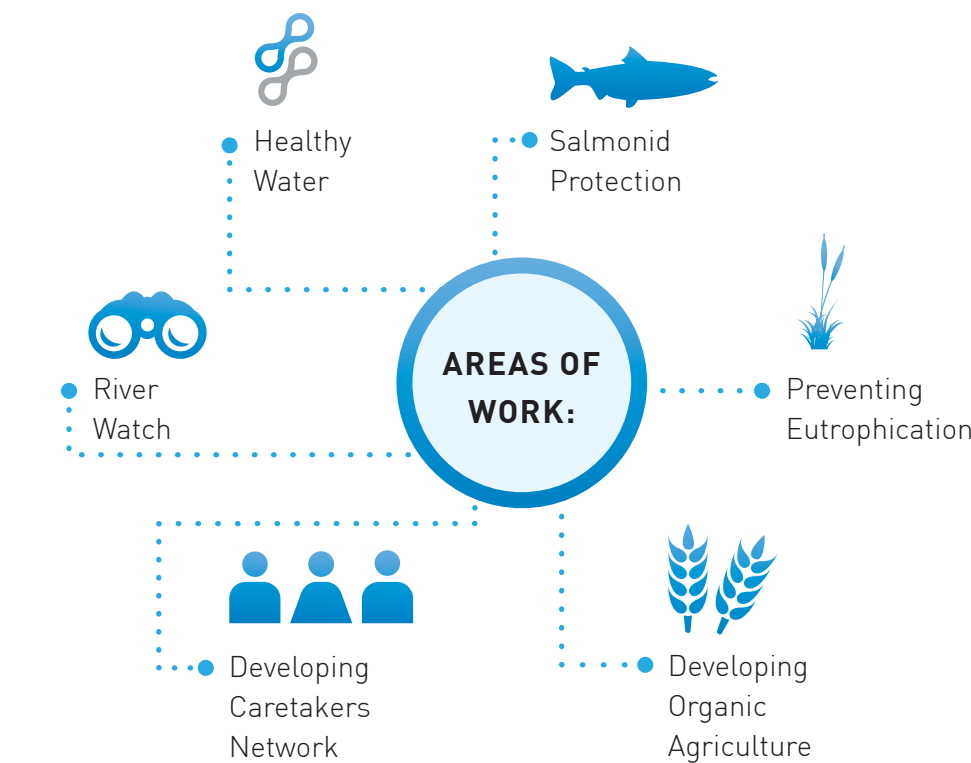 Healthy
Water
Salmonid
Protection
River
Watch
AREAS OF
WORK:
Preventing
Eutrophication
Developing
Caretakers
Network
Developing
Organic
Agriculture